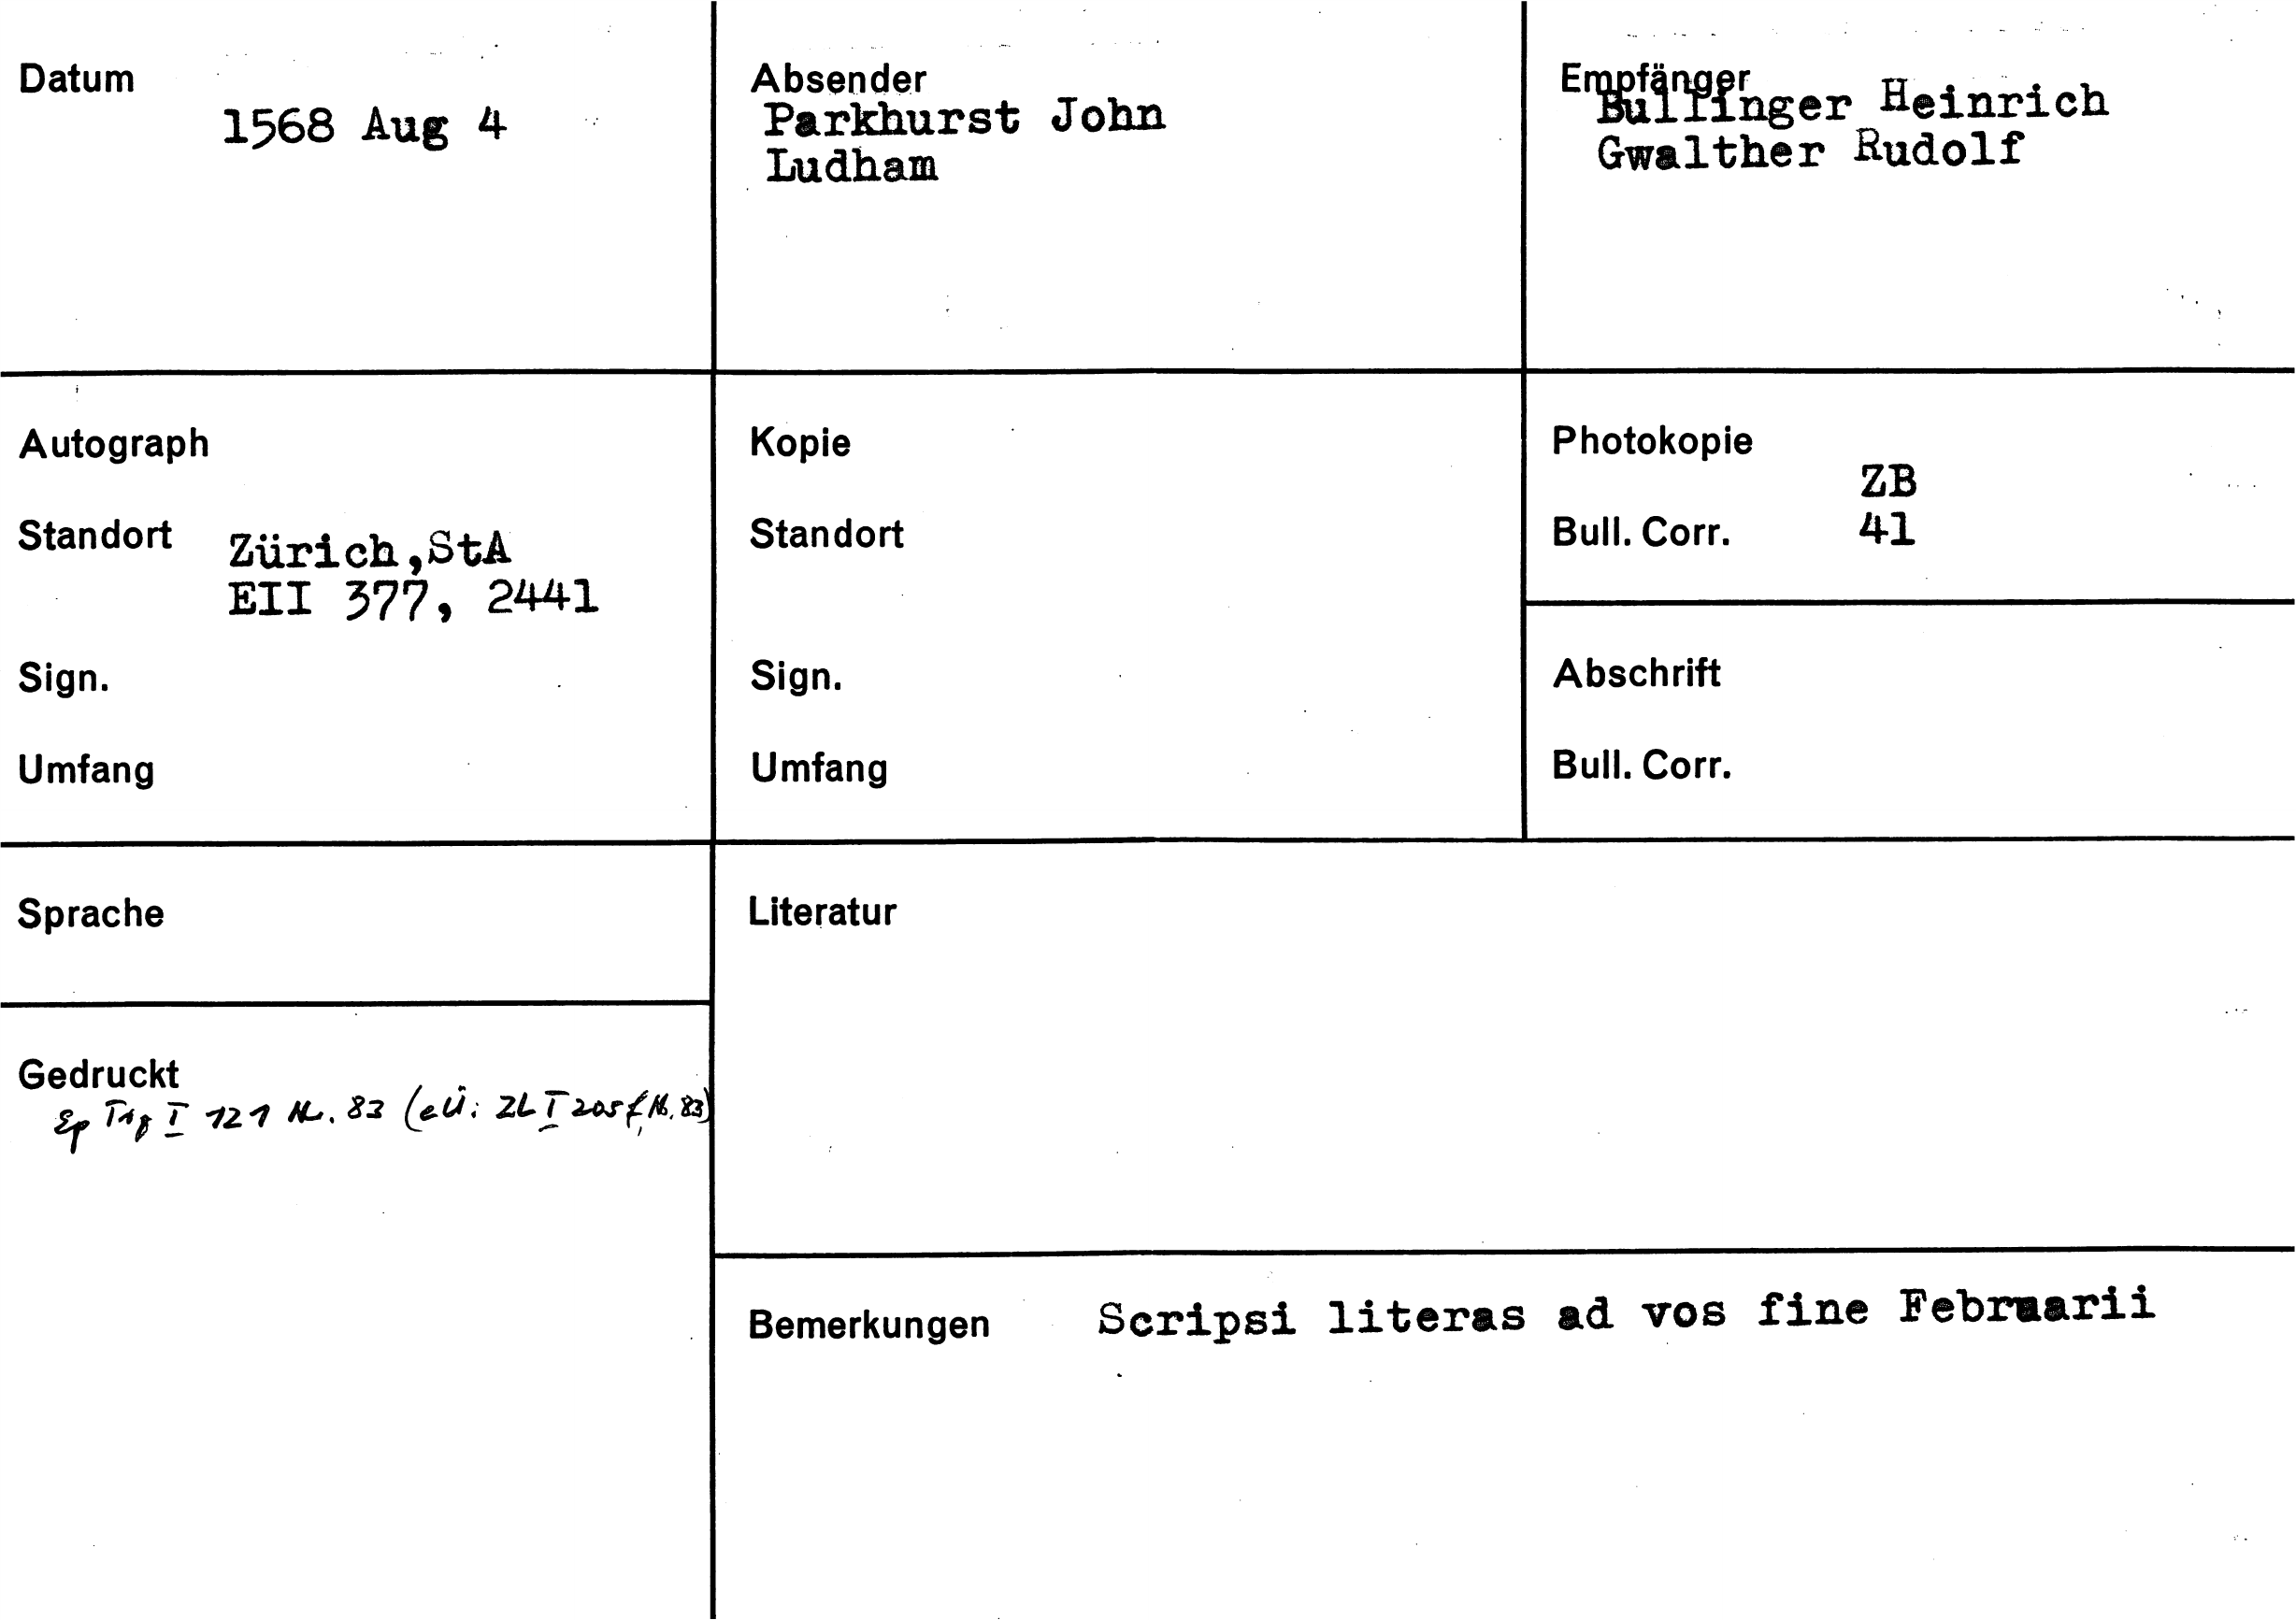 Datum
1568 Aug 4
Absender
Parkhurst John
Ludham
Empfänger
Bullinger Heinrich
Gwalther Rudolf
Autograph
Standort
Zürich,StA
EII 377, 2441
Sign.
Umfang
Kopie
Standort
Sign.
Umfang
Photokopie
ZB
Bull. Corr. 41
Abschrift
Bull. Corr.
Sprache
Gedruckt
Ep Tig I 121 Nr. 83 (eÜ: ZL I 205 f, Nr. 83)
Literatur
Bemerkungen Scripsi literas ad vos fine Februarii